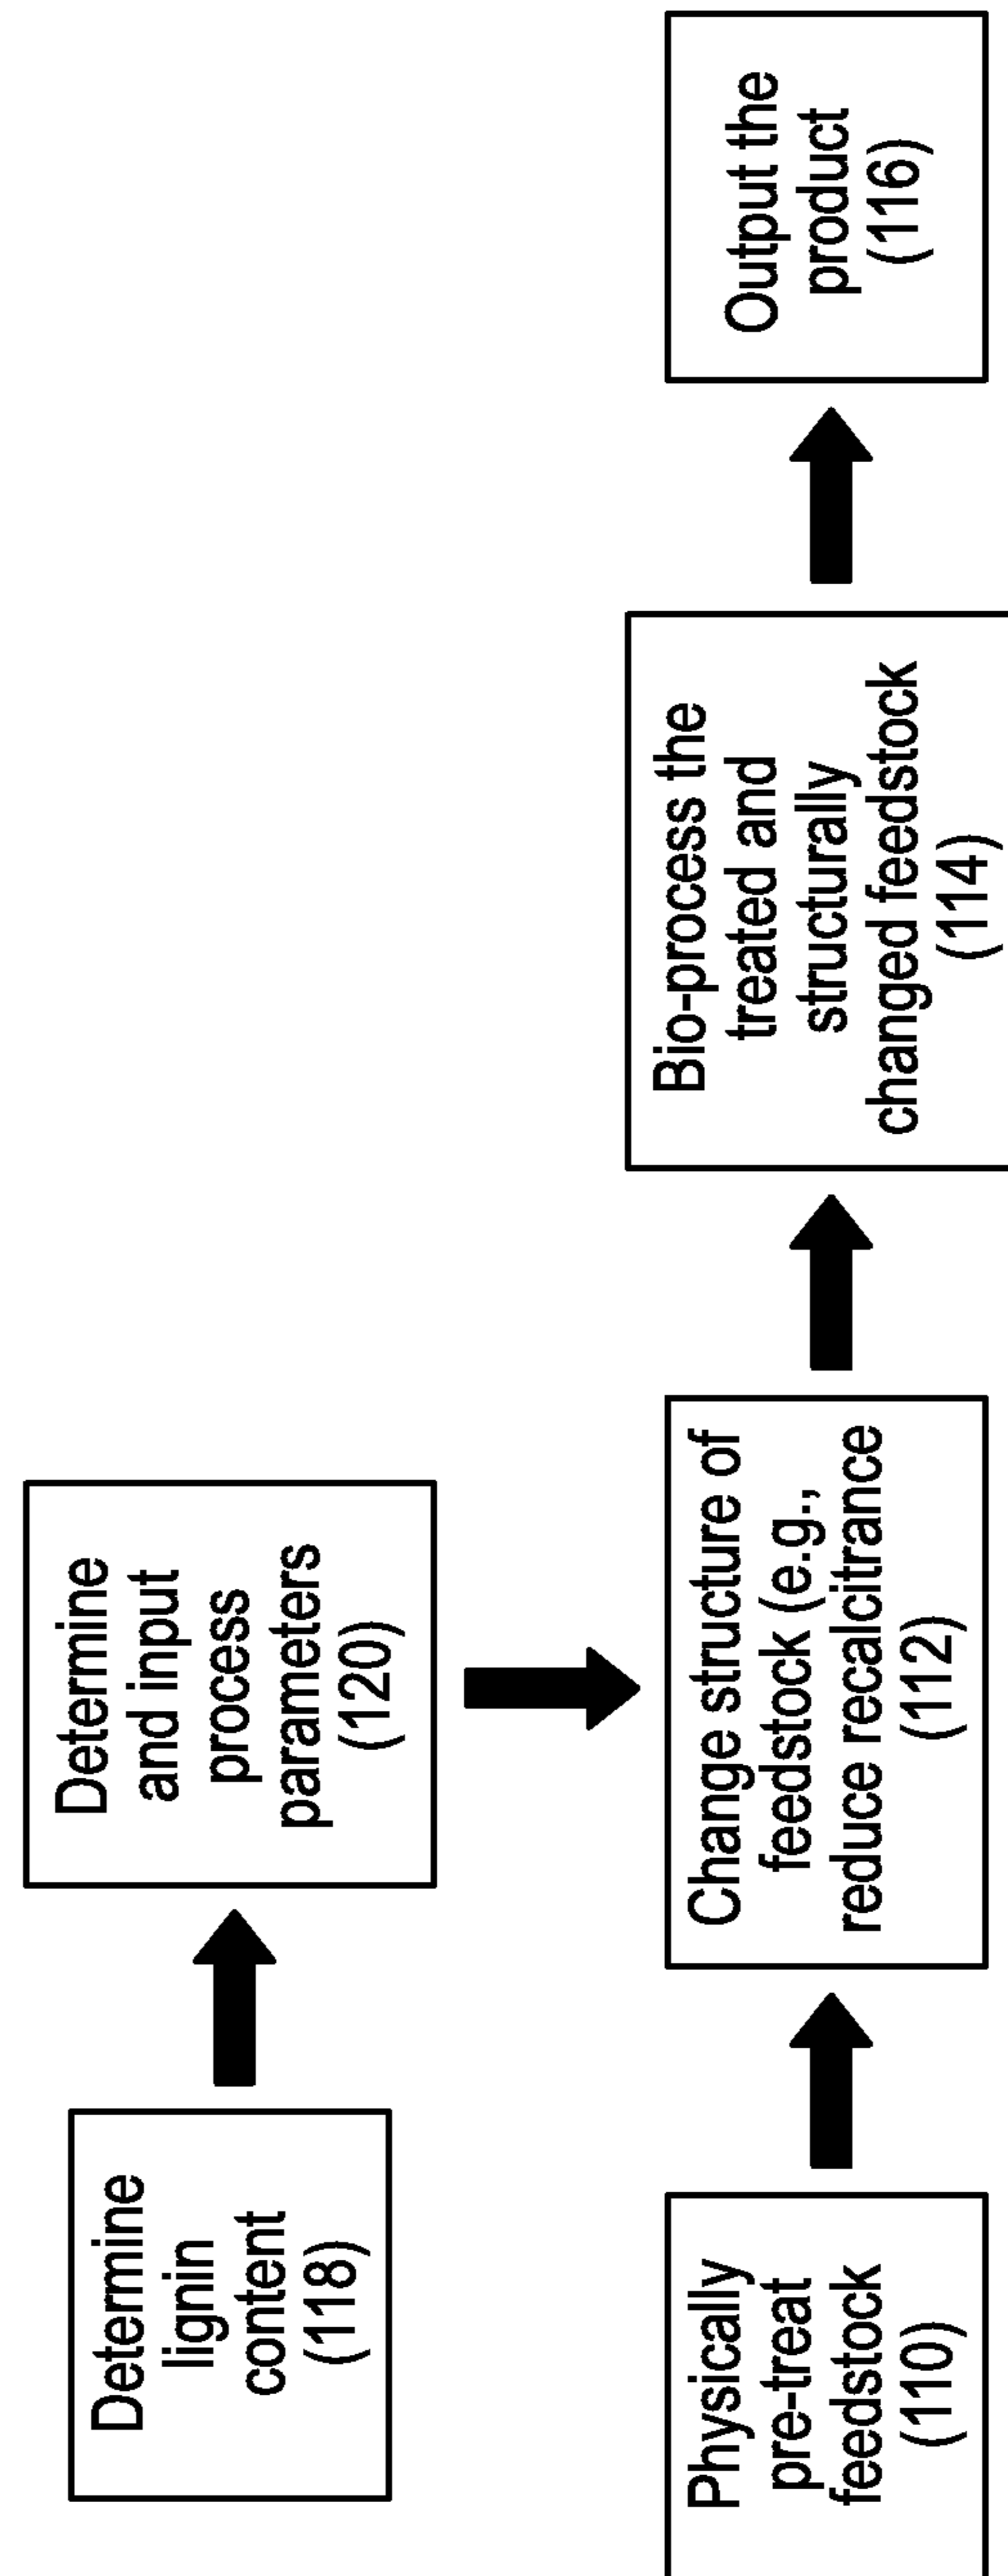 Determine
lignin
content
(118)
Determine
and input
process
parameters
(120)
Physically
pre-treat
feedstock
(110)
Change structure of
feedstock (e.g.,
reduce recalcitrance
(112)
Bio-process the
treated and
structurally
changed feedstock
(114)
Output the
product
(116)